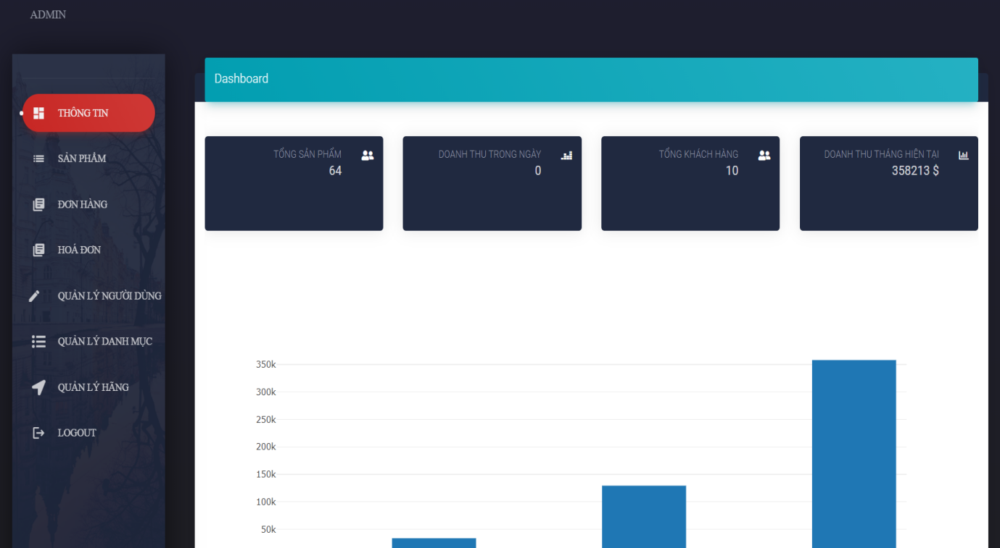 ADMIN
THÔNG TIN
SẢN PHẨM
ĐƠN HÀNG
HOÁ ĐƠN
QUẢN LÝ NGƯỜI DÙNG
QUẢN LÝ DANH MỤC
QUẢN LÝ HÃNG
LOGOUT
Dashboard
TỔNG SẢN PHẨM
64
DOANH THU TRONG NGÀY
0
TỔNG KHÁCH HÀNG
10
DOANH THU THÁNG HIỆN TẠI
358213 $
350k
300k
250k
200k
150k
100k
50k